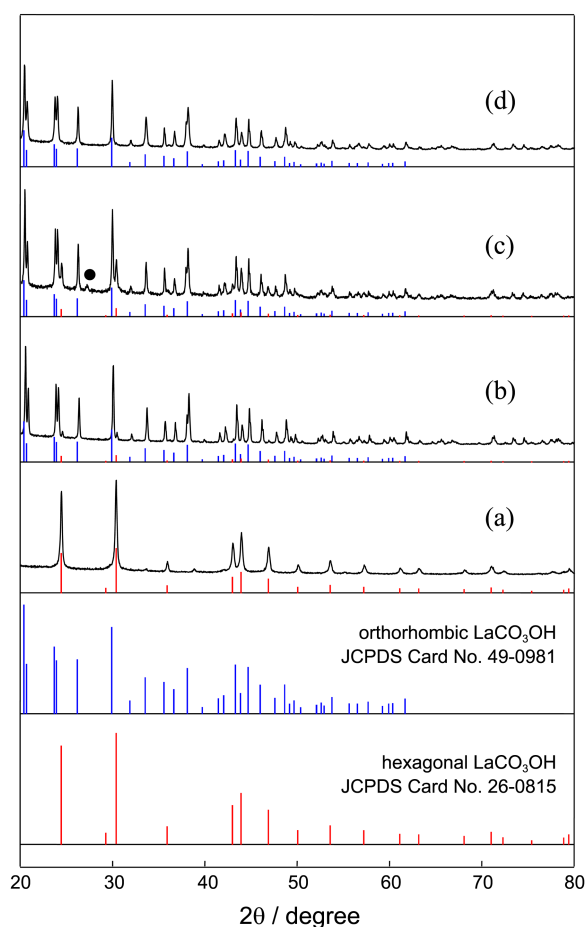 (d)
(c)
(b)
(a)
orthorhombic LaCO₃OH
JCPDS Card No. 49-0981
hexagonal LaCO₃OH
JCPDS Card No. 26-0815
20 30 40 50 60 70 80
2θ / degree